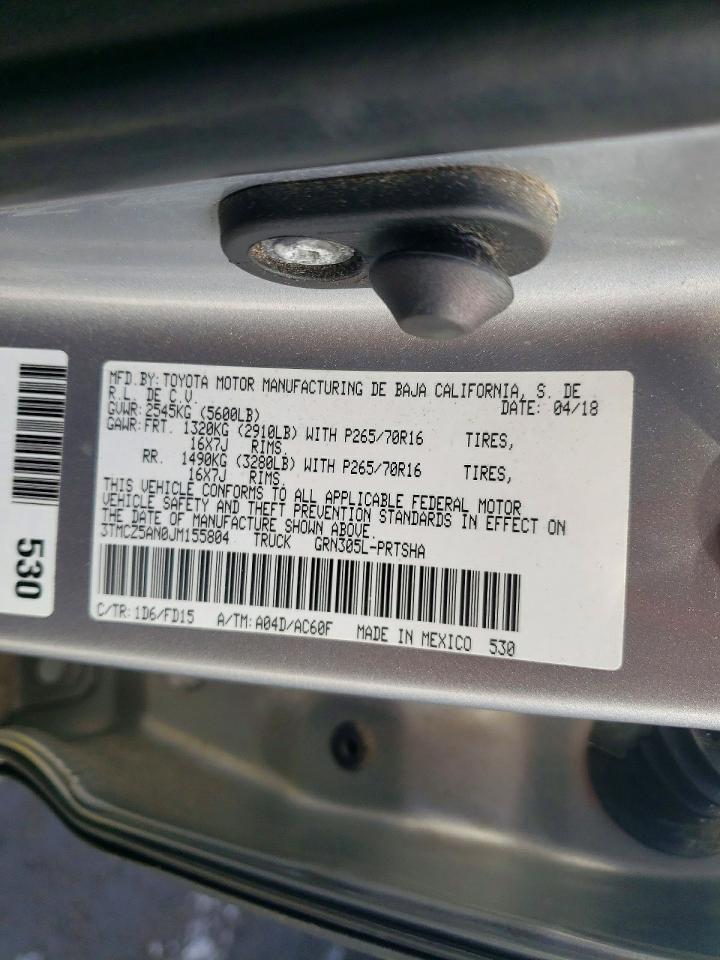 MFD.BY:TOYOTA MOTOR MANUFACTURING DE BAJA CALIFORNIA, S. DE
R.L. DE C.V. DATE: 04/18
GVWR:2545KG (5600LB)
GAWR:FRT. 1320KG (2910LB) WITH P265/70R16 TIRES,
16X7J RIMS,
RR. 1490KG (3280LB) WITH P265/70R16 TIRES,
16X7J RIMS,
THIS VEHICLE CONFORMS TO ALL APPLICABLE FEDERAL MOTOR
VEHICLE SAFETY AND THEFT PREVENTION STANDARDS IN EFFECT ON
THE DATE OF MANUFACTURE SHOWN ABOVE.
3TMCZ5AN0JM155804 TRUCK GRN305L-PRTSHA
C/TR:1D6/FD15 A/TM:A04D/AC60F MADE IN MEXICO 530
530